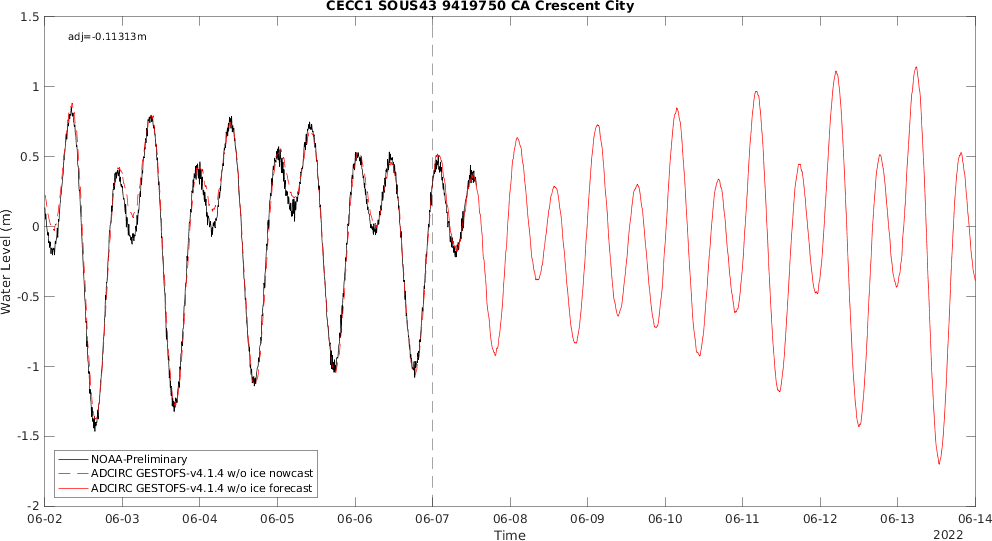 CECC1 SOUS43 9419750 CA Crescent City
adj=-0.11313m
1.5
1
0.5
0
-0.5
-1
-1.5
-2
Water Level (m)
NOAA-Preliminary
ADCIRC GESTOFS-v4.1.4 w/o ice nowcast
ADCIRC GESTOFS-v4.1.4 w/o ice forecast
06-02 06-03 06-04 06-05 06-06 06-07 06-08 06-09 06-10 06-11 06-12 06-13 06-14
Time
2022